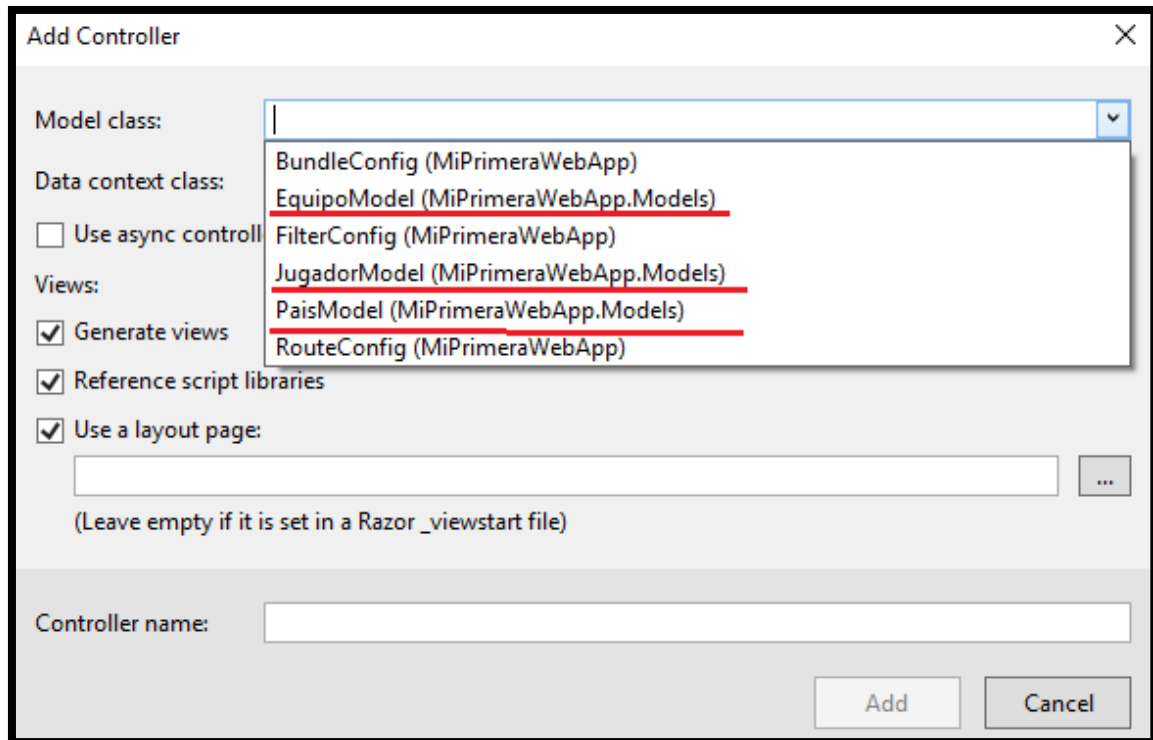 Add Controller
Model class:
BundleConfig (MiPrimeraWebApp)
Data context class:
EquipoModel (MiPrimeraWebApp.Models)
Use async controll
FilterConfig (MiPrimeraWebApp)
JugadorModel (MiPrimeraWebApp.Models)
Views:
PaisModel (MiPrimeraWebApp.Models)
Generate views
RouteConfig (MiPrimeraWebApp)
Reference script libraries
Use a layout page:
...
(Leave empty if it is set in a Razor _viewstart file)
Controller name:
Add Cancel